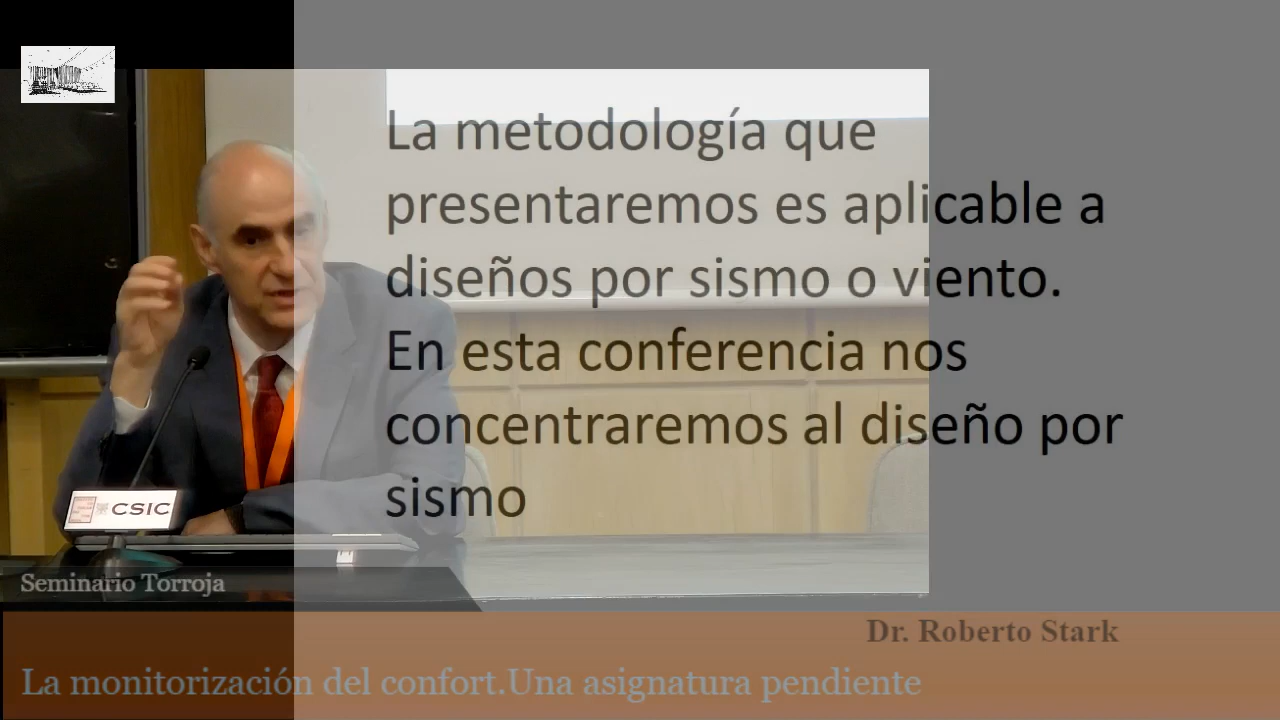 La metodología que
presentaremos es aplicable a
diseños por sismo o viento.
En esta conferencia nos
concentraremos al diseño por
sismo
CSIC
Seminario Torroja
Dr. Roberto Stark
La monitorización del confort.Una asignatura pendiente